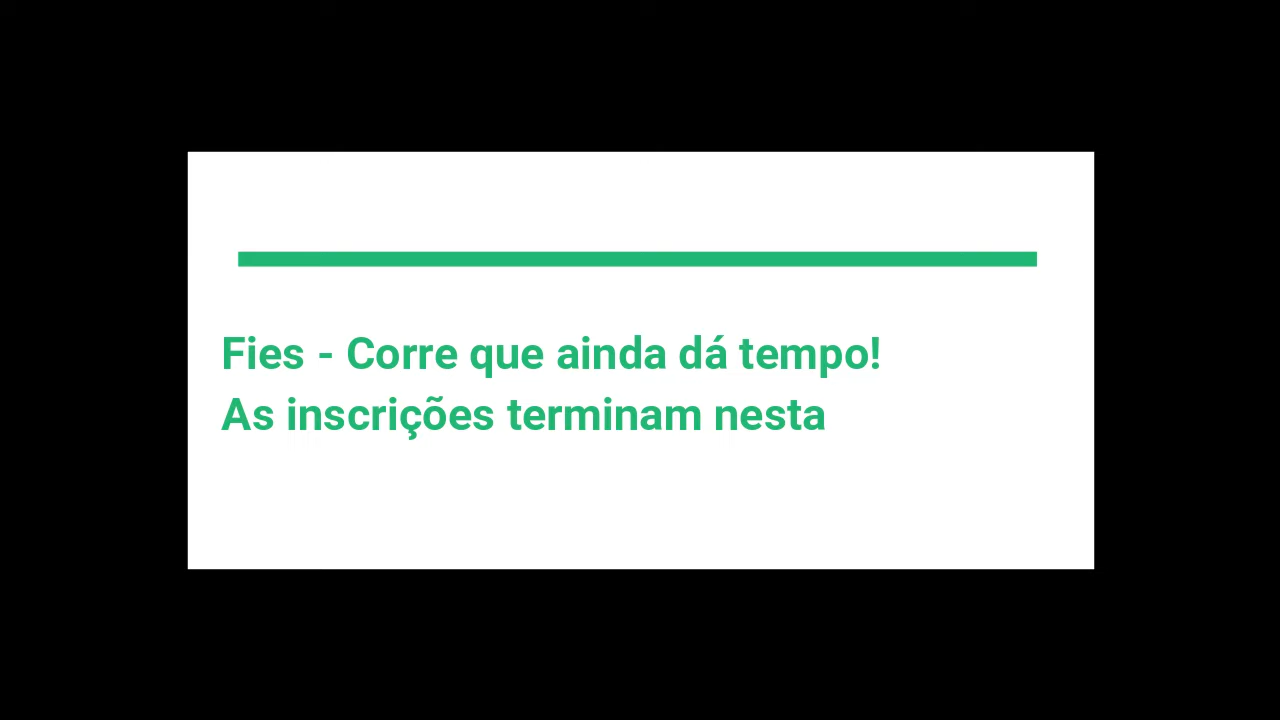 Fies - Corre que ainda dá tempo!
As inscrições terminam nesta